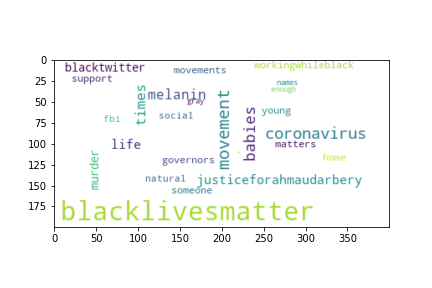 0
25
50
75
100
125
150
175
blacktwitter
movements
workingwhileblack
support
names
enough
times
melanin
gray
movement
babies
young
fbi
social
coronavirus
life
matters
governors
home
murder
natural
justiceforahmaudarbery
someone
blacklivesmatter
0 50 100 150 200 250 300 350